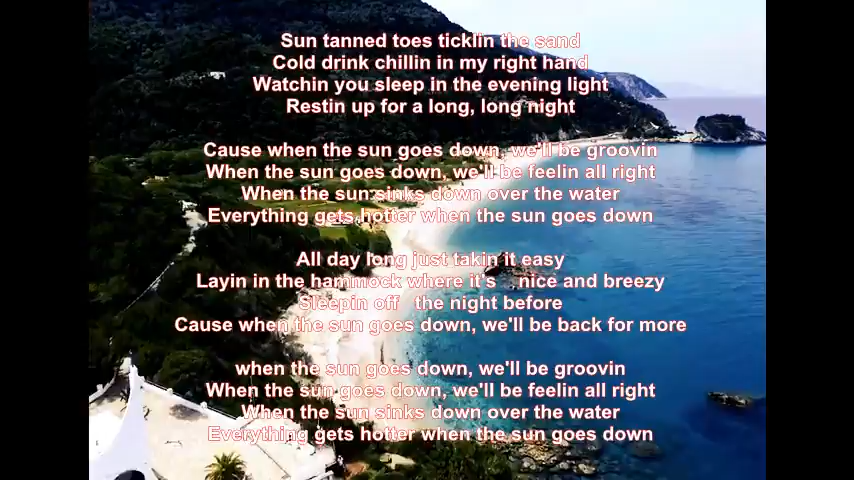 Sun tanned toes ticklin the sand
Cold drink chillin in my right hand
Watchin you sleep in the evening light
Restin up for a long, long night
Cause when the sun goes down, we'll be groovin
When the sun goes down, we'll be feelin all right
When the sun sinks down over the water
Everything gets hotter when the sun goes down
All day long just takin it easy
Layin in the hammock where it's nice and breezy
Sleepin off the night before
Cause when the sun goes down, we'll be back for more
when the sun goes down, we'll be groovin
When the sun goes down, we'll be feelin all right
When the sun sinks down over the water
Everything gets hotter when the sun goes down